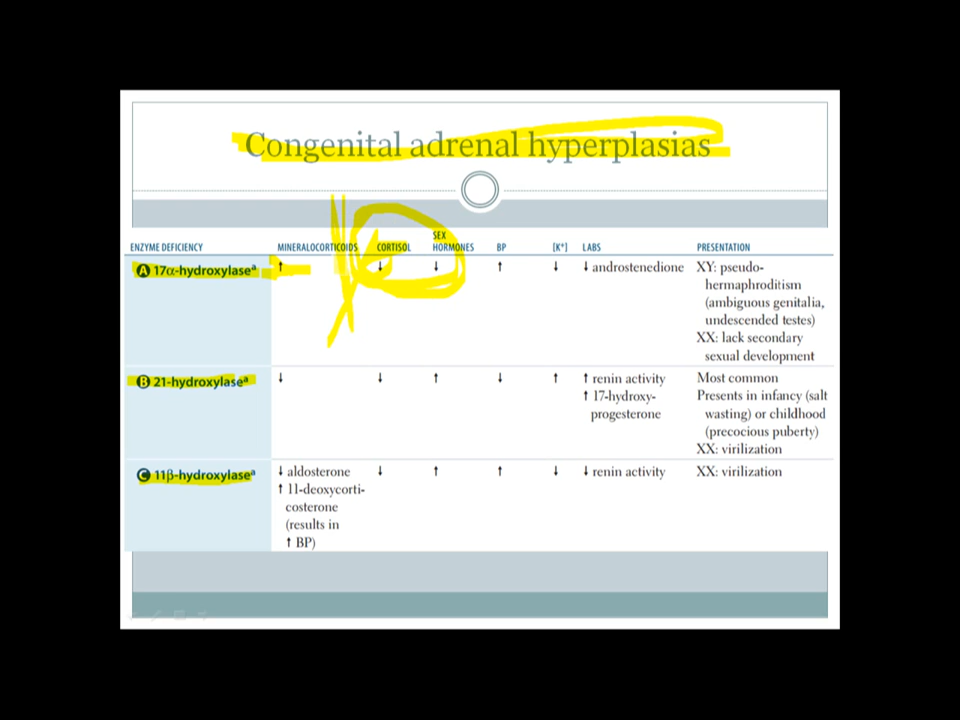 Congenital adrenal hyperplasias
ENZYME DEFICIENCY MINERALOCORTICOIDS CORTISOL SEX HORMONES BP [K+] LABS PRESENTATION
A 17α-hydroxylaseᵃ ↑ ↓ ↓ ↑ ↓ ↓ androstenedione XY: pseudo-
hermaphroditism
(ambiguous genitalia,
undescended testes)
XX: lack secondary
sexual development
B 21-hydroxylaseᵃ ↓ ↓ ↑ ↓ ↑ ↑ renin activity Most common
↑ 17-hydroxy- Presents in infancy (salt
progesterone wasting) or childhood
(precocious puberty)
XX: virilization
C 11β-hydroxylaseᵃ ↓ aldosterone ↓ ↑ ↑ ↓ ↓ renin activity XX: virilization
↑ 11-deoxycorti-
costerone
(results in
↑ BP)